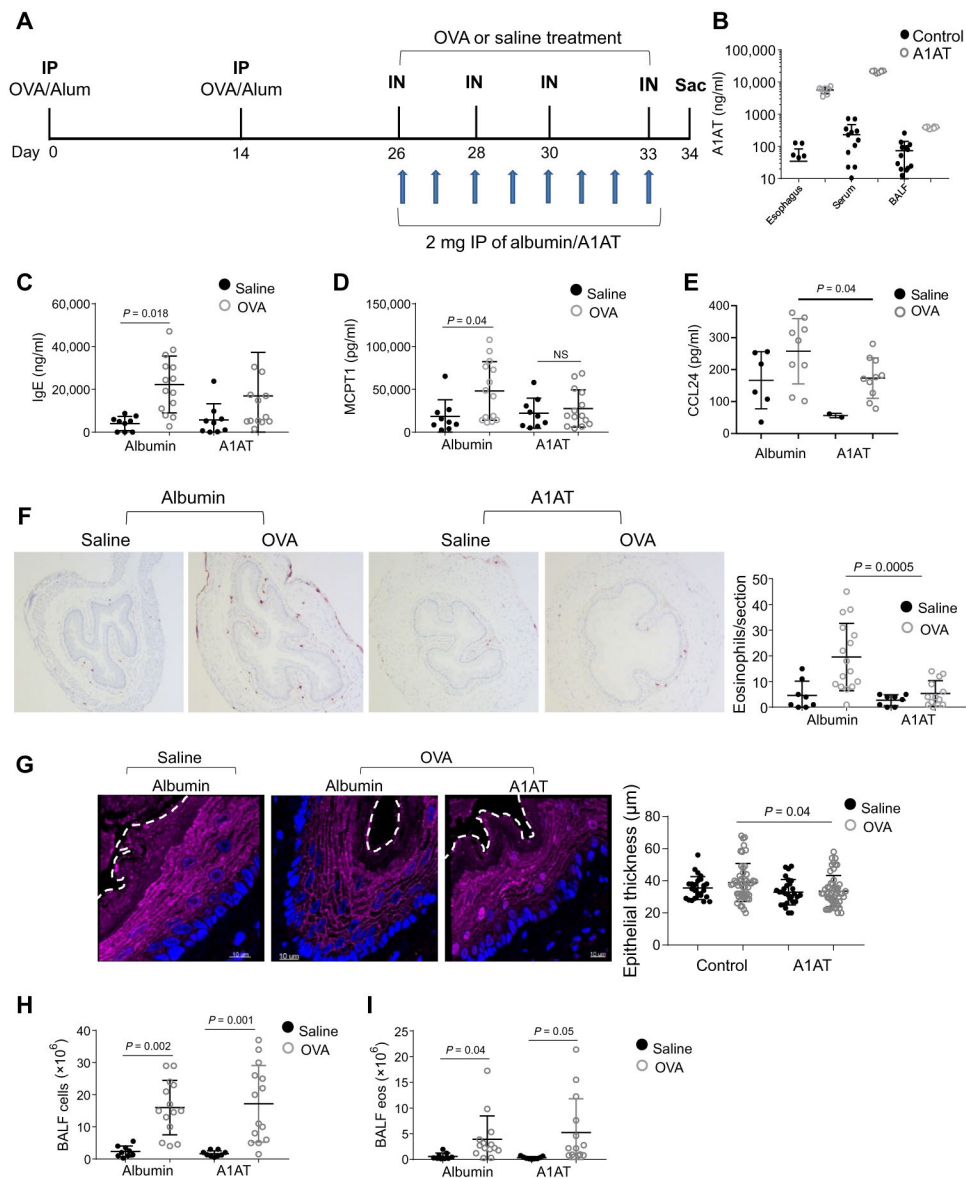 A
OVA or saline treatment
IP
OVA/Alum
IP
OVA/Alum
IN
IN
IN
IN
Sac
Day 0
14
26
28
30
33
34
2 mg IP of albumin/A1AT
B
Control
A1AT
A1AT (ng/ml)
100,000
10,000
1000
100
10
Esophagus
Serum
BALF
C
Saline
OVA
IgE (ng/ml)
60,000
40,000
20,000
0
P = 0.018
Albumin
A1AT
D
Saline
OVA
MCPT1 (pg/ml)
150,000
100,000
50,000
0
P = 0.04
NS
Albumin
A1AT
E
Saline
OVA
CCL24 (pg/ml)
400
300
200
100
0
P = 0.04
Albumin
A1AT
F
Albumin
A1AT
Saline
OVA
Saline
OVA
Eosinophils/section
50
40
30
20
10
0
P = 0.0005
Saline
OVA
Albumin
A1AT
G
Saline
OVA
Albumin
Albumin
A1AT
10 um
10 um
10 um
Epithelial thickness (µm)
80
60
40
20
0
P = 0.04
Saline
OVA
Control
A1AT
H
Saline
OVA
BALF cells (×10⁶)
40
30
20
10
0
P = 0.002
P = 0.001
Albumin
A1AT
I
Saline
OVA
BALF eos (×10⁶)
25
20
15
10
5
0
P = 0.04
P = 0.05
Albumin
A1AT